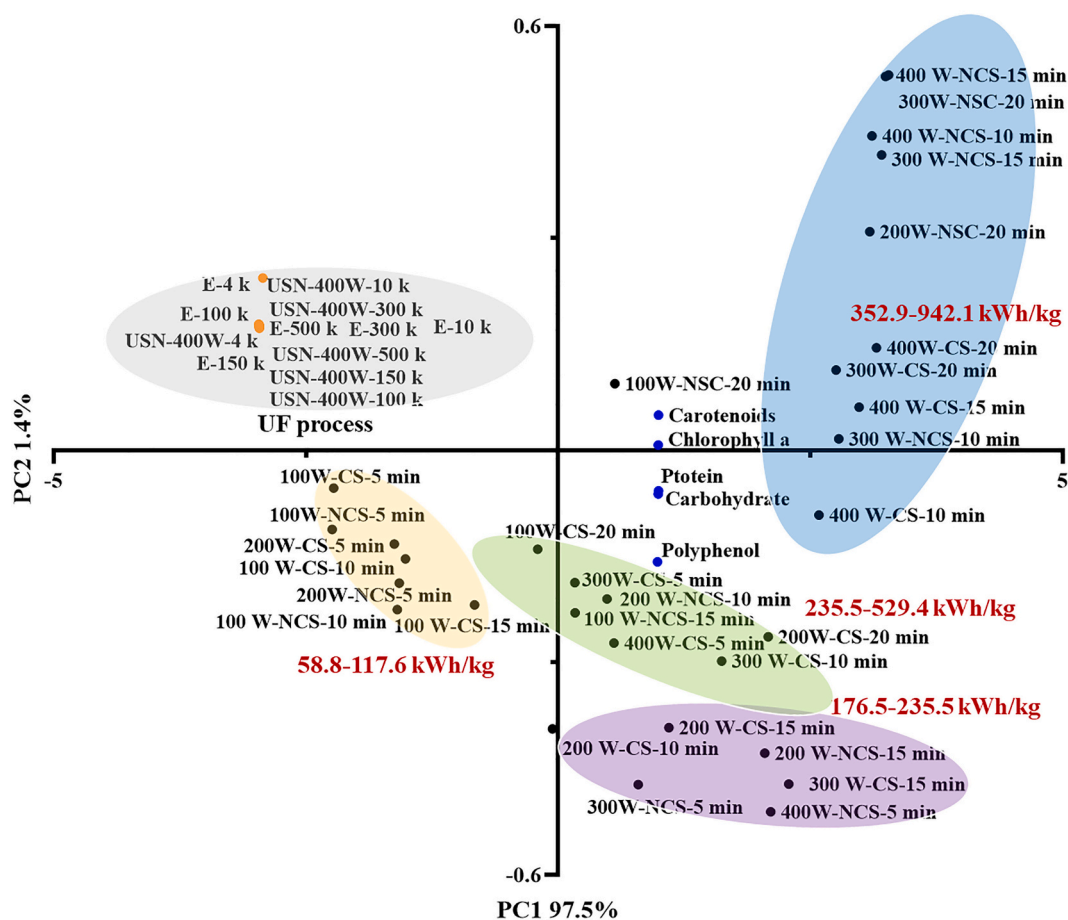 0.6
400 W-NCS-15 min
300W-NSC-20 min
400 W-NCS-10 min
300 W-NCS-15 min
200W-NSC-20 min
E-4 k
USN-400W-10 k
USN-400W-300 k
E-100 k
E-500 k
E-300 k
E-10 k
USN-400W-4 k
USN-400W-500 k
E-150 k
USN-400W-150 k
USN-400W-100 k
UF process
352.9-942.1 kWh/kg
400W-CS-20 min
300W-CS-20 min
100W-NSC-20 min
400 W-CS-15 min
Carotenoids
Chlorophyll a
300 W-NCS-10 min
PC2 1.4%
-5
5
100W-CS-5 min
Ptotein
Carbohydrate
100W-NCS-5 min
400 W-CS-10 min
100W-CS-20 min
200W-CS-5 min
Polyphenol
100 W-CS-10 min
300W-CS-5 min
200W-NCS-5 min
200 W-NCS-10 min
235.5-529.4 kWh/kg
100 W-NCS-10 min
100 W-CS-15 min
100 W-NCS-15 min
400W-CS-5 min
200W-CS-20 min
58.8-117.6 kWh/kg
300 W-CS-10 min
176.5-235.5 kWh/kg
200 W-CS-15 min
200 W-CS-10 min
200 W-NCS-15 min
300 W-CS-15 min
300W-NCS-5 min
400W-NCS-5 min
-0.6
PC1 97.5%